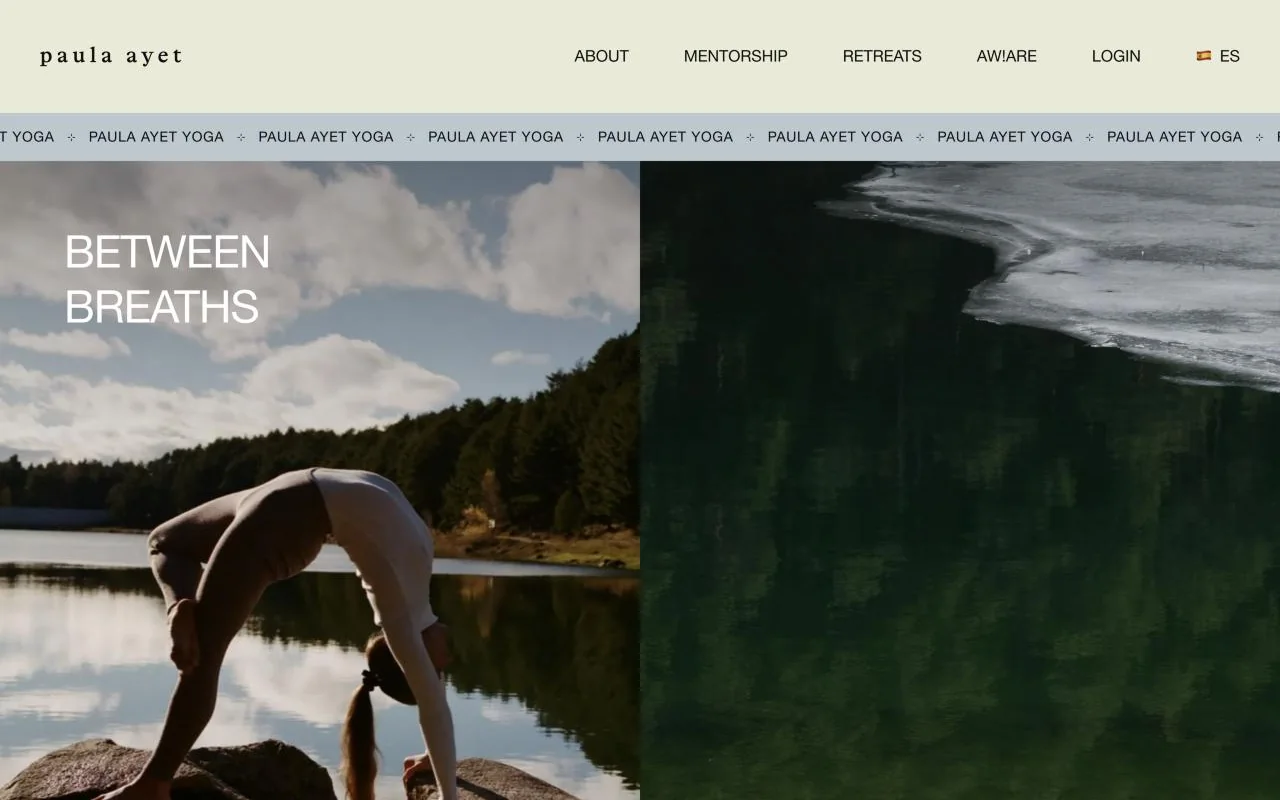 paula ayet
ABOUT MENTORSHIP RETREATS AW!ARE LOGIN ES
T YOGA ⊹ PAULA AYET YOGA ⊹ PAULA AYET YOGA ⊹ PAULA AYET YOGA ⊹ PAULA AYET YOGA ⊹ PAULA AYET YOGA ⊹ PAULA AYET YOGA ⊹ PAULA AYET YOGA ⊹
BETWEEN
BREATHS